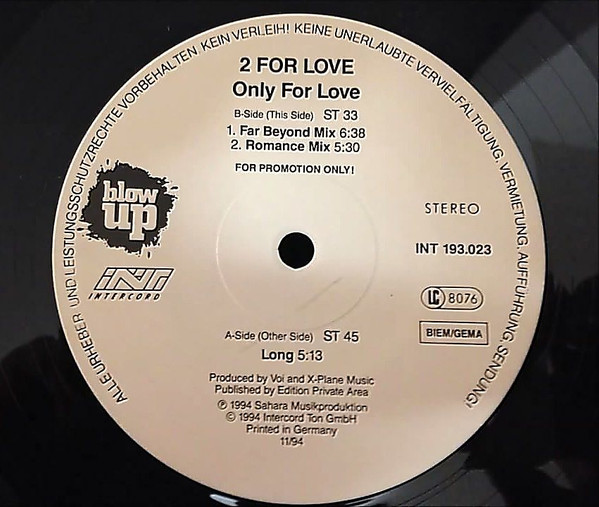 ALLE URHEBER UND LEISTUNGSSCHUTZRECHTE VORBEHALTEN KEIN VERLEIH! KEINE UNERLAUBTE VERVIELFÄLTIGUNG, VERMIETUNG, AUFFÜHRUNG, SENDUNG!
2 FOR LOVE
Only For Love
B-Side (This Side) ST 33
1. Far Beyond Mix 6:38
2. Romance Mix 5:30
FOR PROMOTION ONLY!
blow
up
STEREO
INT 193.023
INT
INTERCORD
LC 8076
BIEM/GEMA
A-Side (Other Side) ST 45
Long 5:13
Produced by Voi and X-Plane Music
Published by Edition Private Area
℗ 1994 Sahara Musikproduktion
© 1994 Intercord Ton GmbH
Printed in Germany
11/94